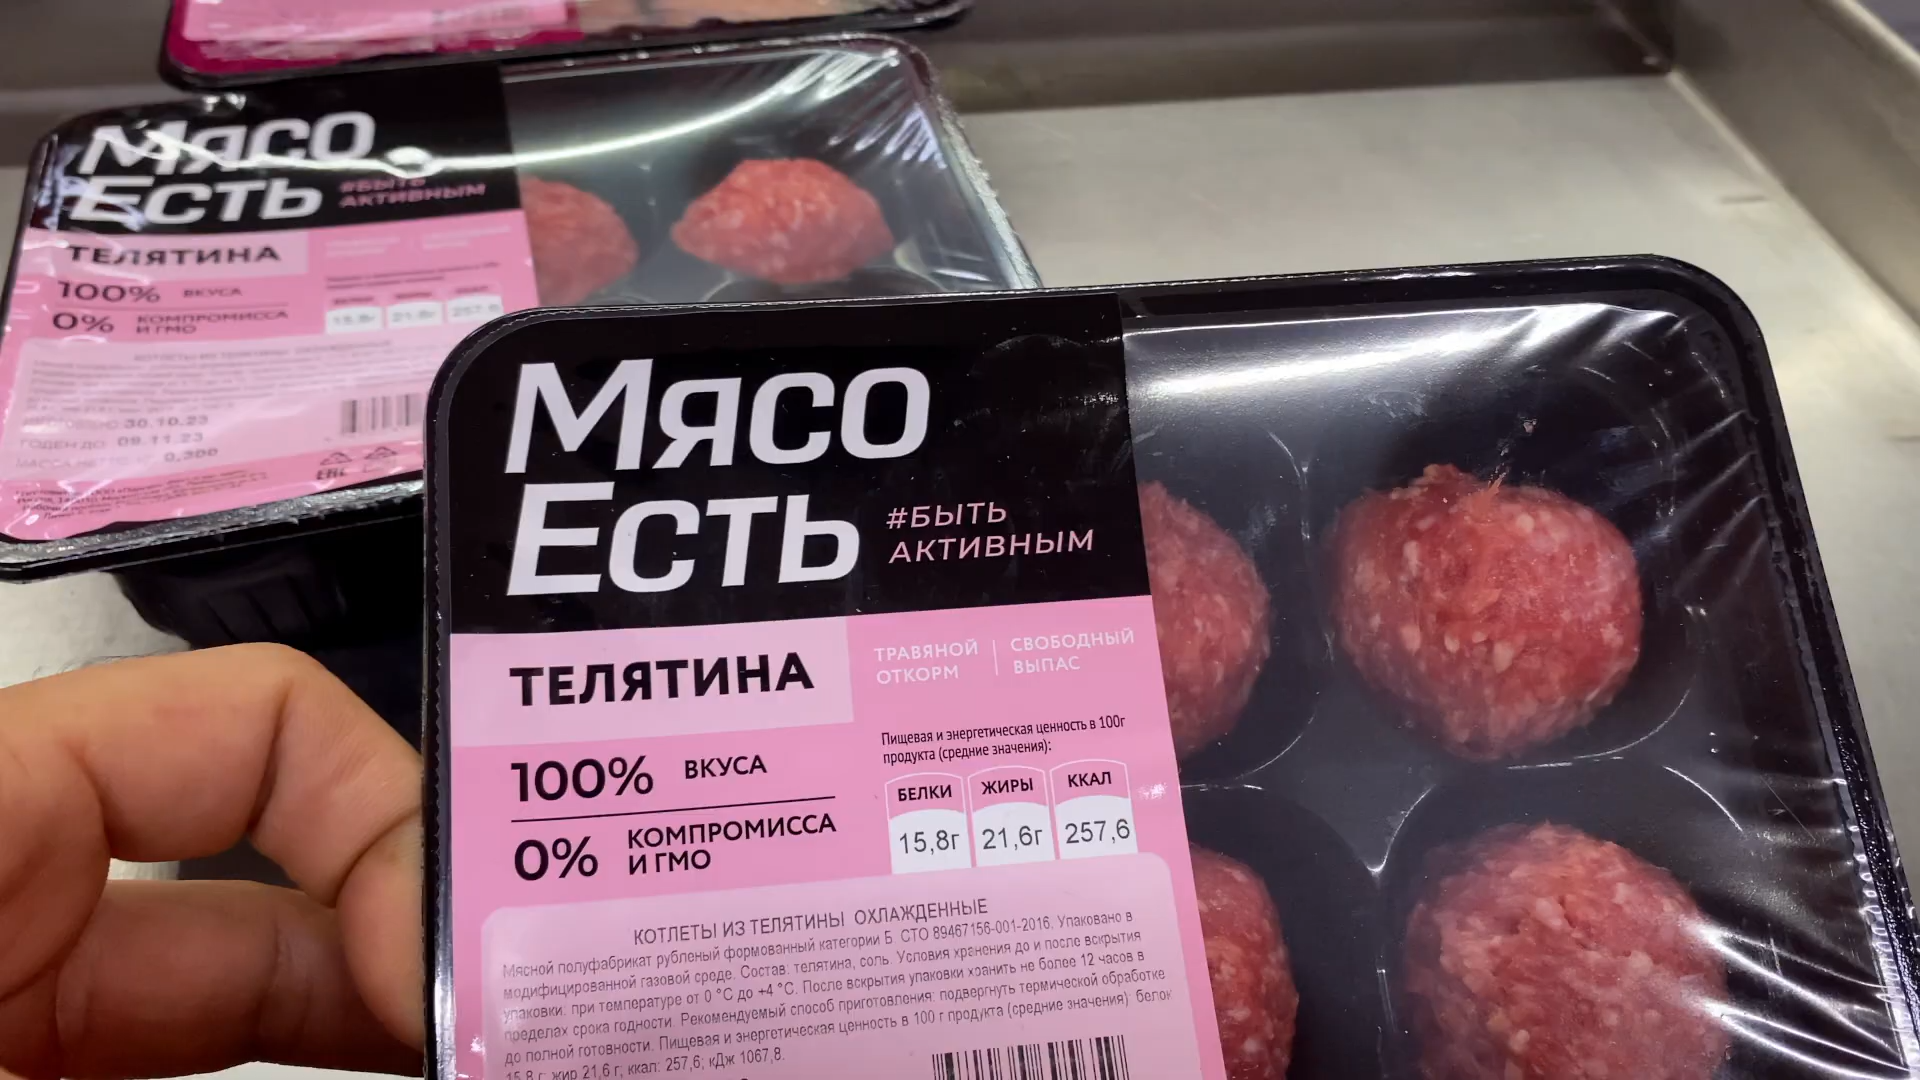 Мясо
Есть
#БЫТЬ
АКТИВНЫМ
ТЕЛЯТИНА
100% ВКУСА
0% КОМПРОМИССА
И ГМО
КОТЛЕТЫ ИЗ ТЕЛЯТИНЫ ОХЛАЖДЕННЫЕ
30.10.23
ГОДЕН ДО: 09.11.23
МАССА НЕТТО, 0,300
Мясо
Есть
#БЫТЬ
АКТИВНЫМ
ТЕЛЯТИНА
ТРАВЯНОЙ
ОТКОРМ
СВОБОДНЫЙ
ВЫПАС
100% ВКУСА
0% КОМПРОМИССА
И ГМО
Пищевая и энергетическая ценность в 100г
продукта (средние значения):
БЕЛКИ ЖИРЫ ККАЛ
15,8г 21,6г 257,6
КОТЛЕТЫ ИЗ ТЕЛЯТИНЫ ОХЛАЖДЕННЫЕ
Мясной полуфабрикат рубленый формованный категории Б. СТО 89467156-001-2016. Упаковано в
модифицированной газовой среде. Состав: телятина, соль. Условия хранения до и после вскрытия
упаковки: при температуре от 0 °С до +4 °С. После вскрытия упаковки хранить не более 12 часов в
пределах срока годности. Рекомендуемый способ приготовления: подвергнуть термической обработке
до полной готовности. Пищевая и энергетическая ценность в 100 г продукта (средние значения): белок
15,8 г; жир 21,6 г; ккал: 257,6; кДж 1067,8.